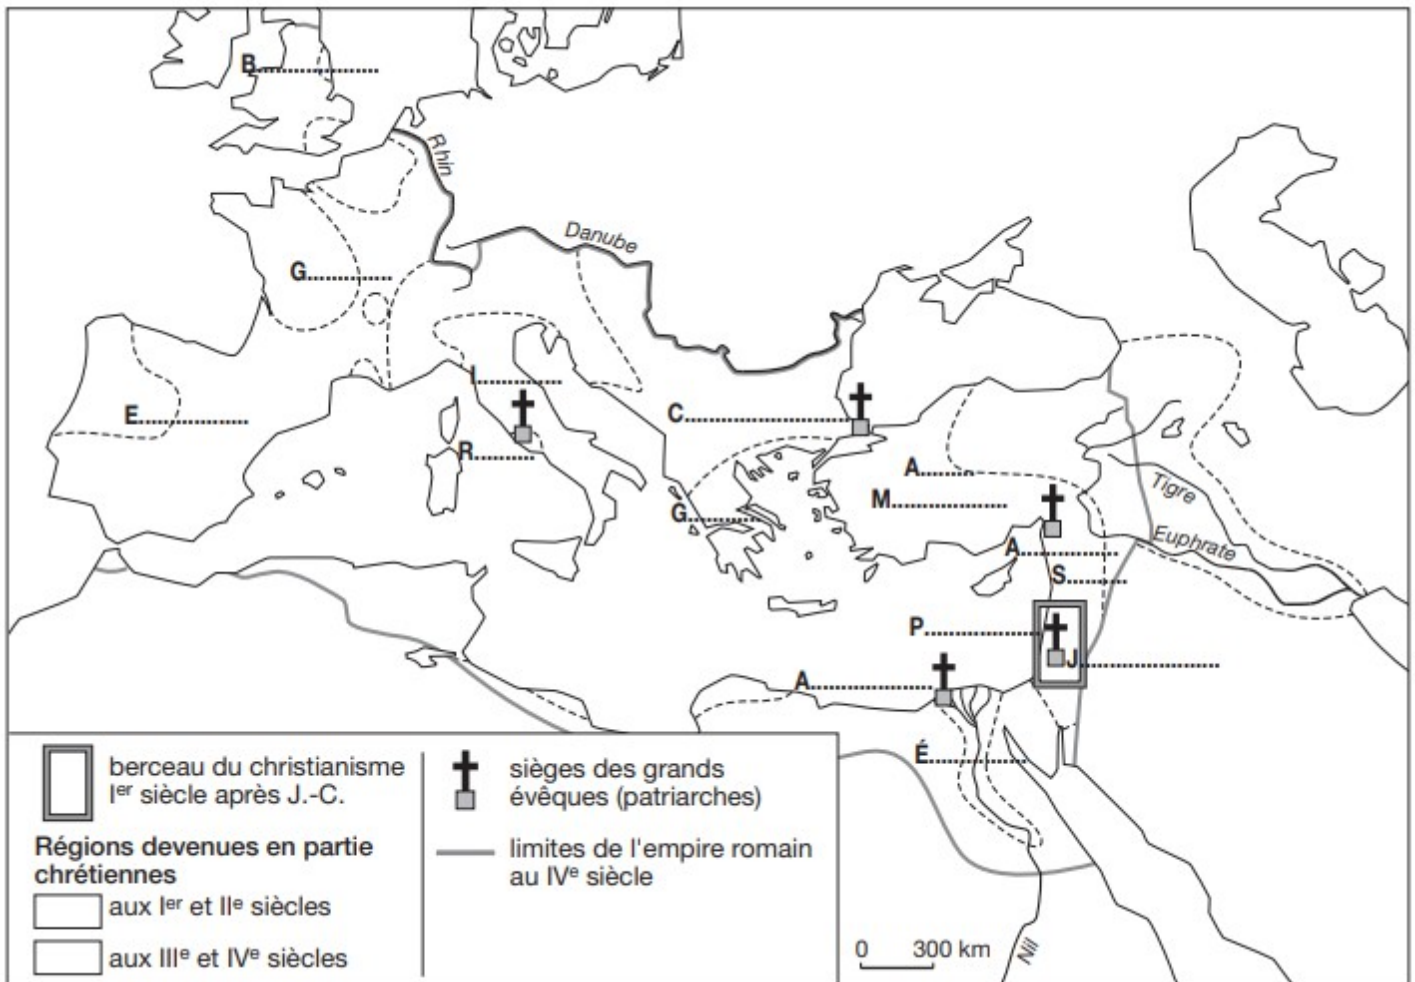 B...................
Rhin
Danube
G................
I...............
E...................
C..........................
R..........
A.........
M....................
G.............
Tigre
Euphrate
A.................
S..........
P.....................
J........................
A.....................
É..................
Nil
0 300 km
berceau du christianisme
Ier siècle après J.-C.
Régions devenues en partie
chrétiennes
aux Ier et IIe siècles
aux IIIe et IVe siècles
sièges des grands
évêques (patriarches)
limites de l'empire romain
au IVe siècle